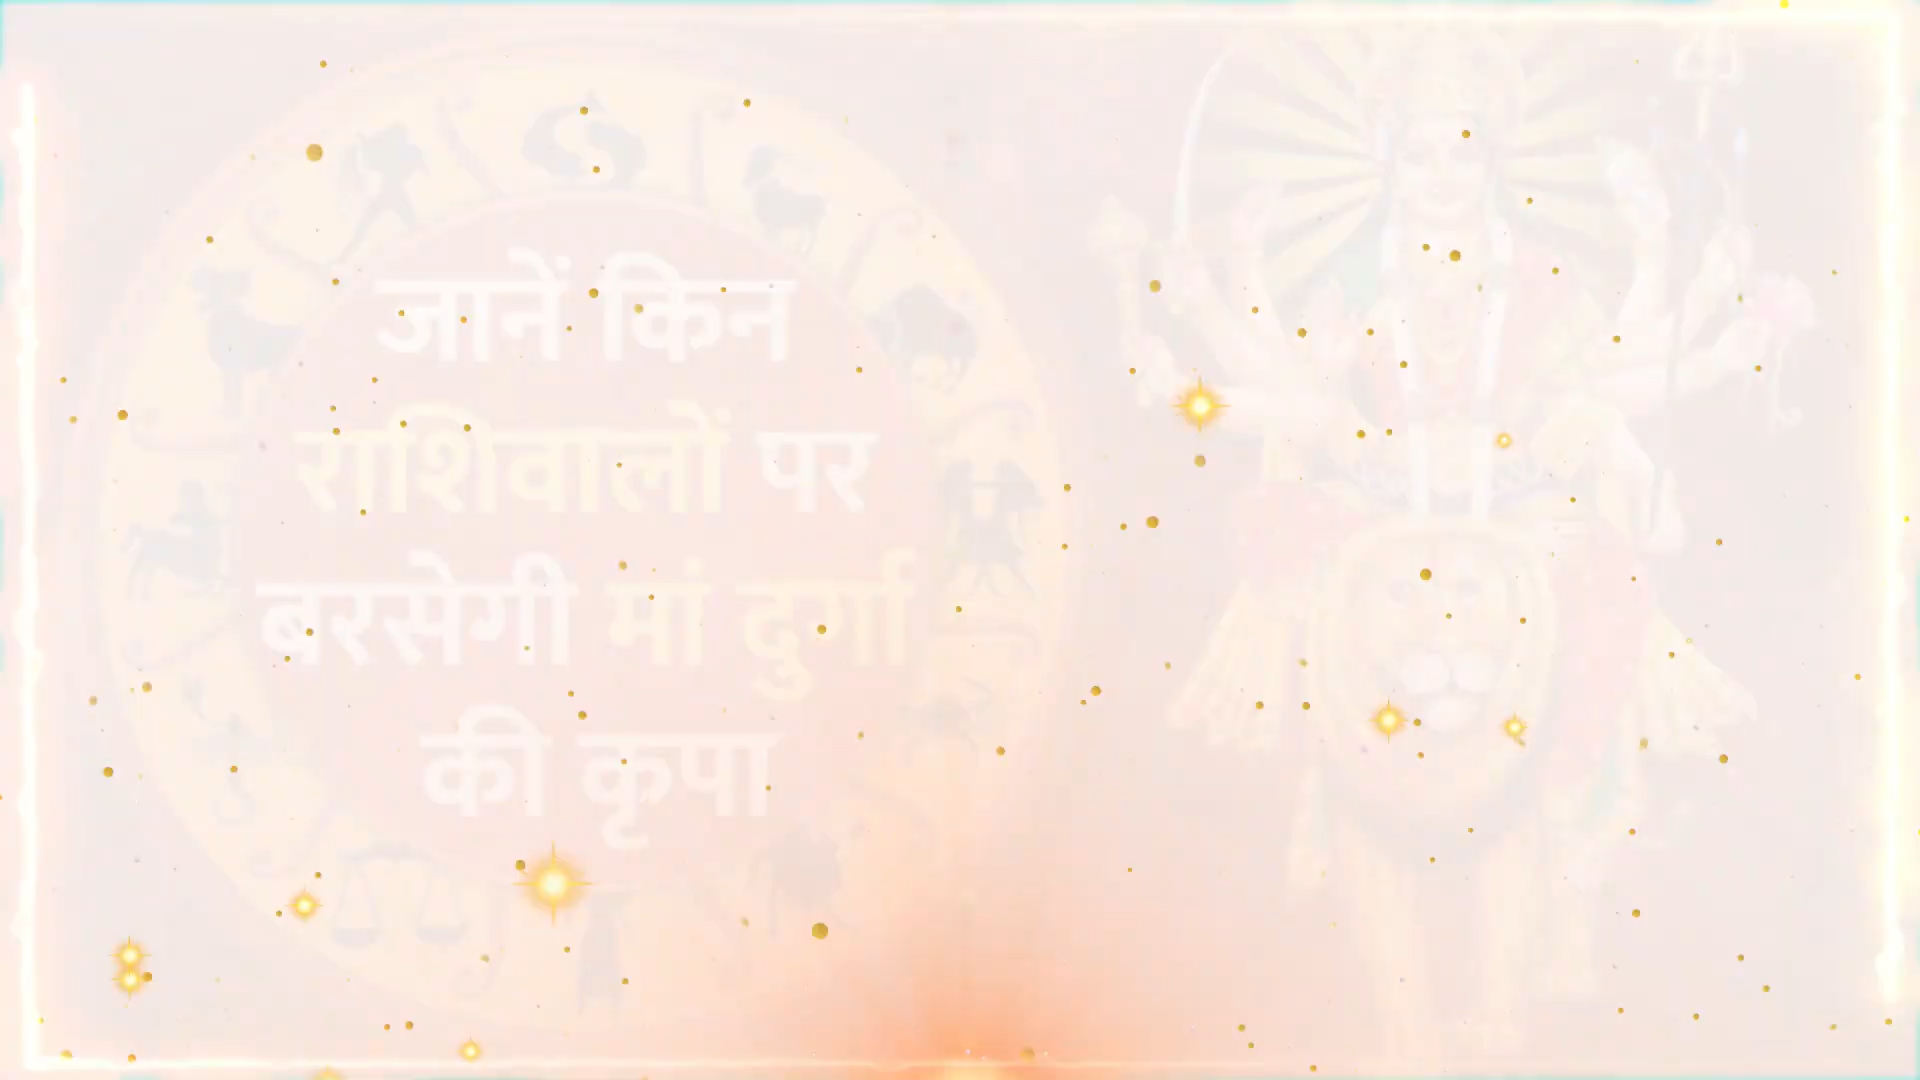 जानें किन
राशिवालों पर
बरसेगी मां दुर्गा
की कृपा